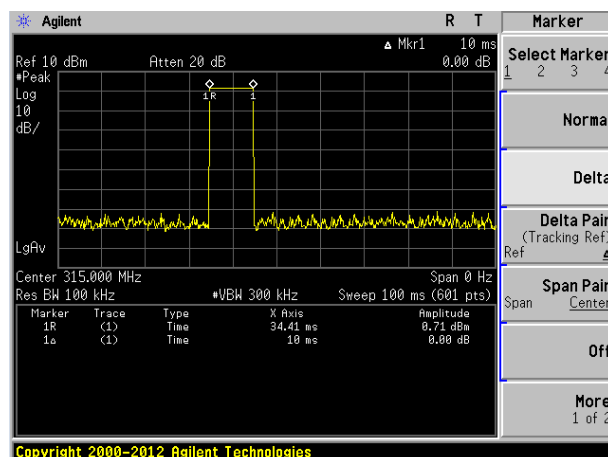 Agilent R T Marker
Δ Mkr1 10 ms
Ref 10 dBm Atten 20 dB 0.00 dB
#Peak
Log
10
dB/
1R 1
LgAv
Center 315.000 MHz Span 0 Hz
Res BW 100 kHz #VBW 300 kHz Sweep 100 ms (601 pts)
Marker Trace Type X Axis Amplitude
1R (1) Time 34.41 ms 0.71 dBm
1Δ (1) Time 10 ms 0.00 dB
Select Marker
1 2 3 4
Norma
Delta
Delta Pair
(Tracking Ref)
Ref Δ
Span Pair
Span Center
Off
More
1 of 2
Copyright 2000-2012 Agilent Technologies